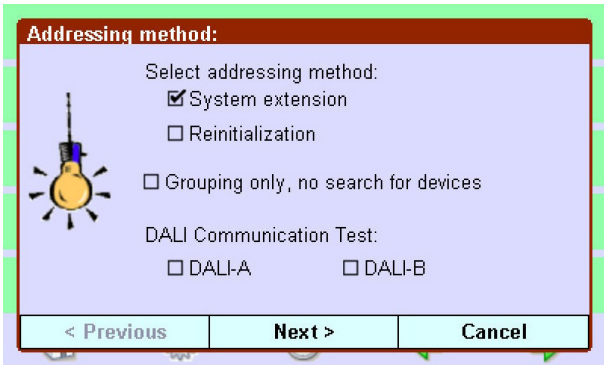 Addressing method:
Select addressing method:
System extension
Reinitialization
Grouping only, no search for devices
DALI Communication Test:
DALI-A DALI-B
< Previous Next > Cancel